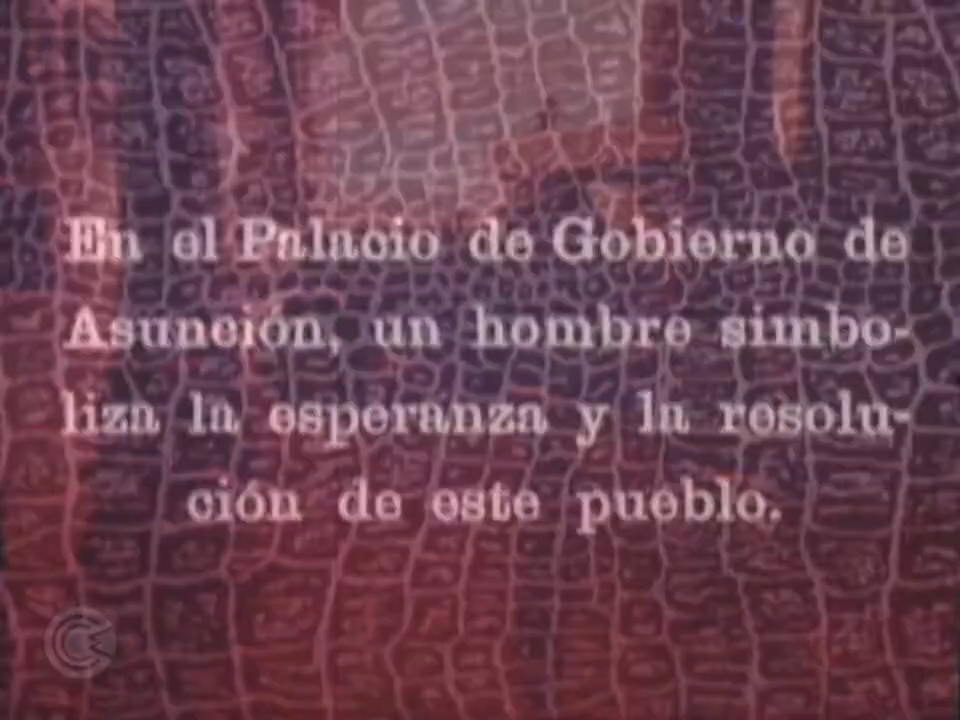 En el Palacio de Gobierno de
Asunción, un hombre simbo-
liza la esperanza y la resolu-
ción de este pueblo.